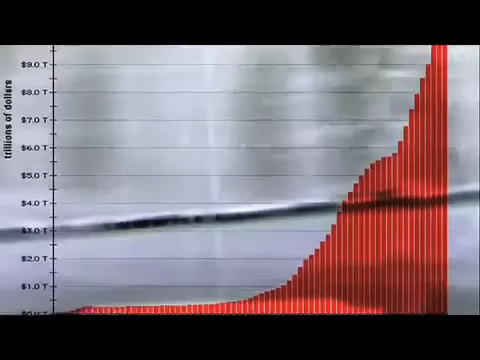 trillions of dollars
$9.0 T
$8.0 T
$7.0 T
$6.0 T
$5.0 T
$4.0 T
$3.0 T
$2.0 T
$1.0 T